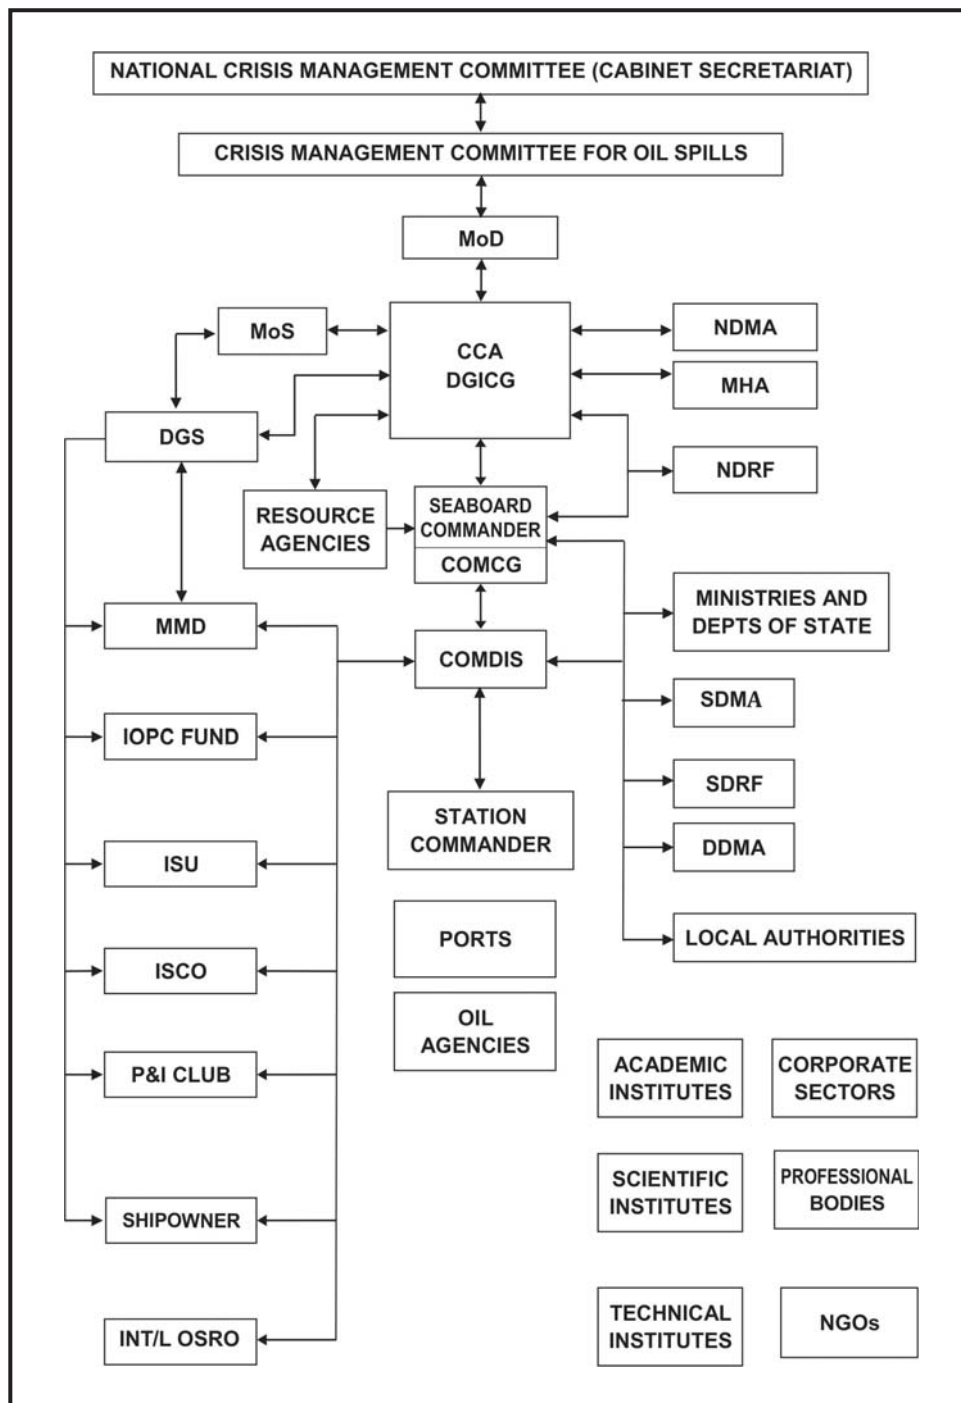 NATIONAL CRISIS MANAGEMENT COMMITTEE (CABINET SECRETARIAT)
CRISIS MANAGEMENT COMMITTEE FOR OIL SPILLS
MoD
MoS
CCA
DGICG
NDMA
MHA
DGS
NDRF
RESOURCE
AGENCIES
SEABOARD
COMMANDER
COMCG
MINISTRIES AND
DEPTS OF STATE
MMD
COMDIS
SDMA
IOPC FUND
SDRF
STATION
COMMANDER
DDMA
ISU
PORTS
LOCAL AUTHORITIES
ISCO
OIL
AGENCIES
P&I CLUB
ACADEMIC
INSTITUTES
CORPORATE
SECTORS
SCIENTIFIC
INSTITUTES
PROFESSIONAL
BODIES
SHIPOWNER
INT/L OSRO
TECHNICAL
INSTITUTES
NGOs